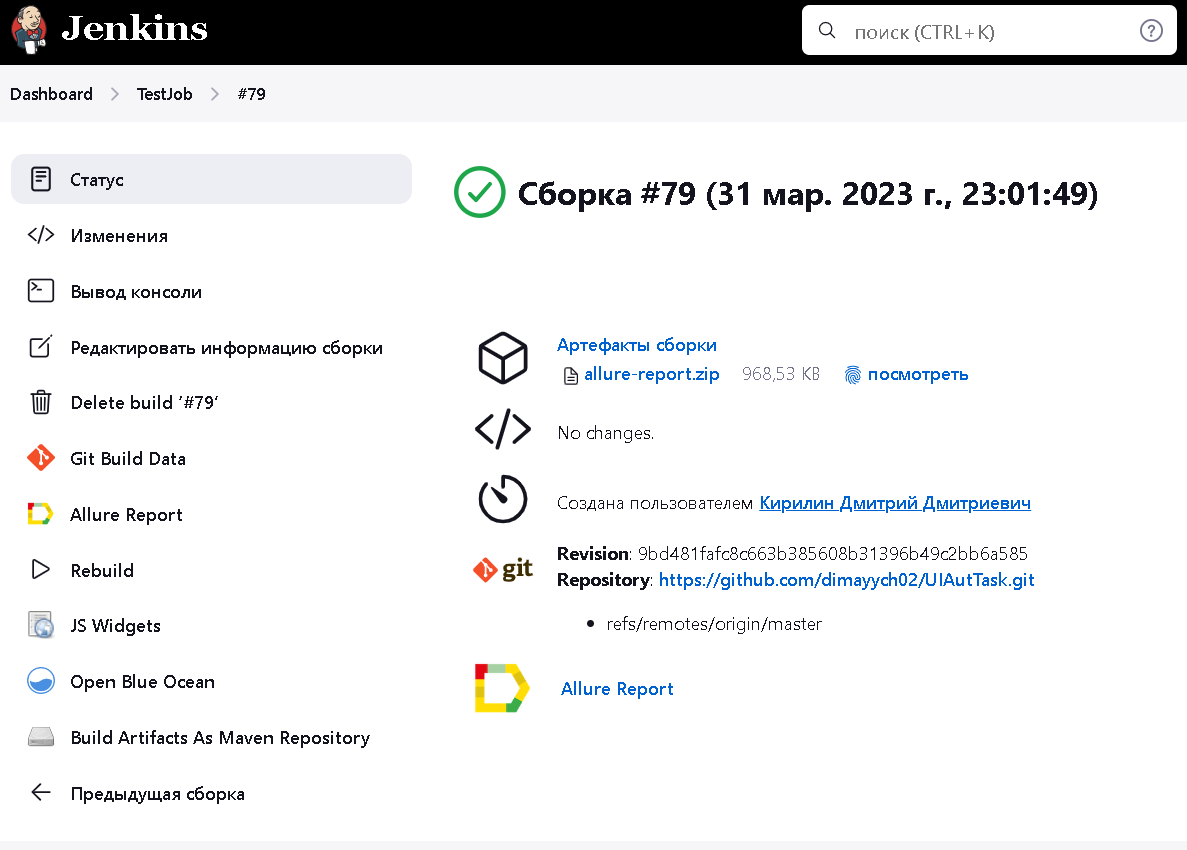 Jenkins
поиск (CTRL+K)
Dashboard TestJob #79
Статус
Изменения
Вывод консоли
Редактировать информацию сборки
Delete build ‘#79’
Git Build Data
Allure Report
Rebuild
JS Widgets
Open Blue Ocean
Build Artifacts As Maven Repository
Предыдущая сборка
Сборка #79 (31 мар. 2023 г., 23:01:49)
Артефакты сборки
allure-report.zip 968,53 KB посмотреть
No changes.
Создана пользователем Кирилин Дмитрий Дмитриевич
git
Revision: 9bd481fafc8c663b385608b31396b49c2bb6a585
Repository: https://github.com/dimayych02/UIAutTask.git
• refs/remotes/origin/master
Allure Report